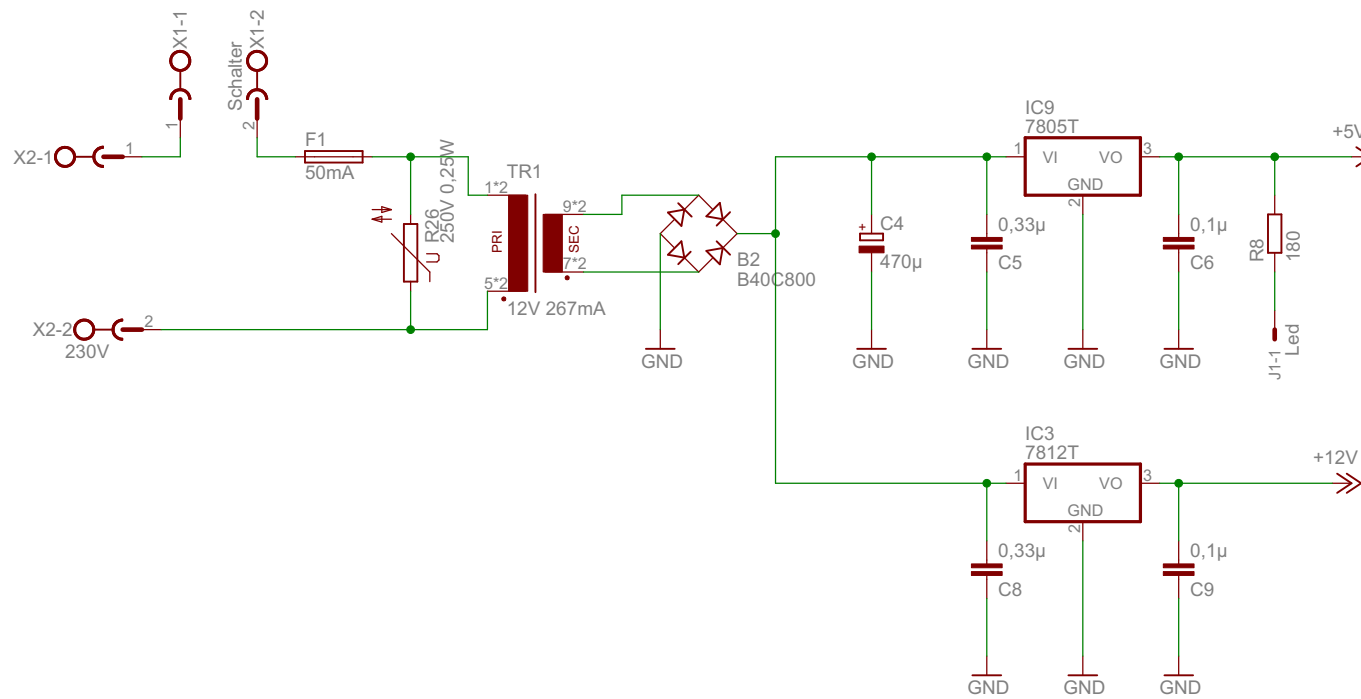 X1-1
X1-2
Schalter
1
2
X2-1
1
F1
50mA
R26
250V 0,25W
U
X2-2
2
230V
TR1
1*2
5*2
PRI
SEC
9*2
7*2
12V 267mA
B2
B40C800
GND
C4
+
470µ
GND
0,33µ
C5
GND
IC9
7805T
1
VI
VO
3
GND
2
GND
0,1µ
C6
GND
R8
180
J1-1
Led
+5V
IC3
7812T
1
VI
VO
3
GND
2
GND
0,33µ
C8
GND
0,1µ
C9
GND
+12V